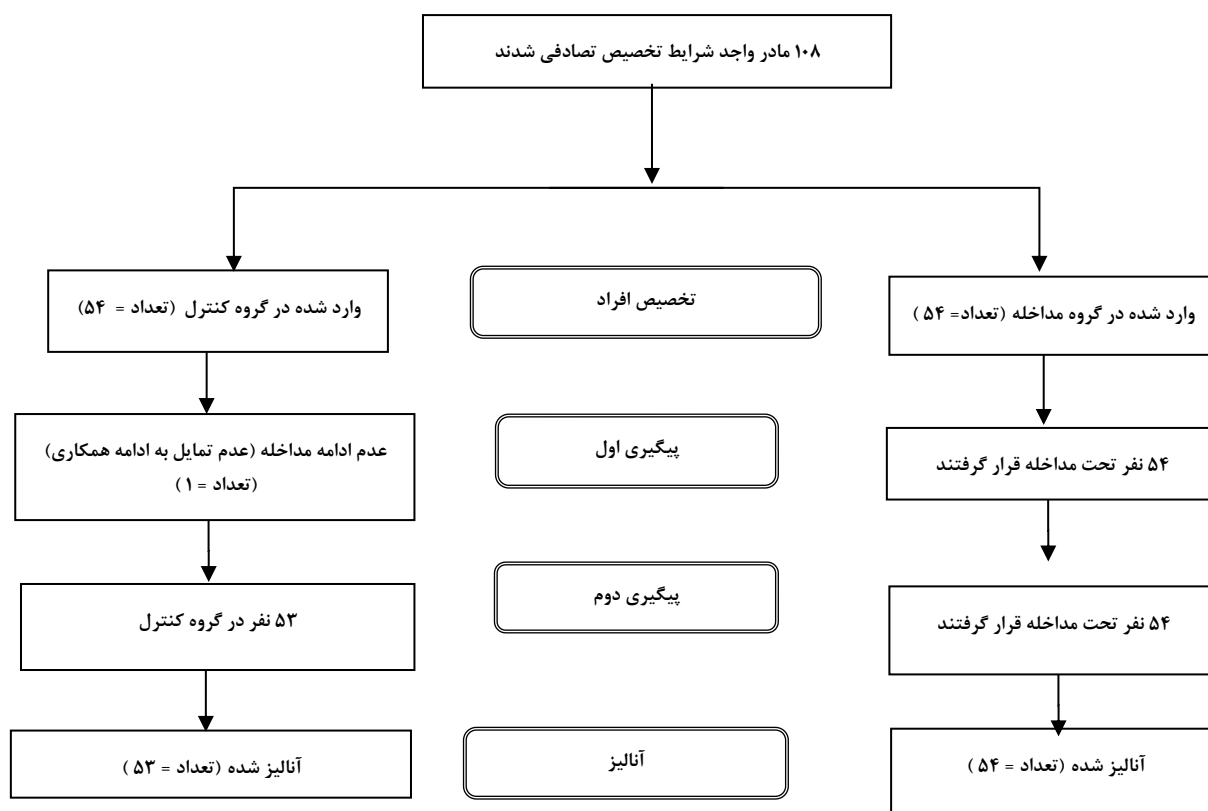 ۱۰۸ مادر واجد شرایط تخصیص تصادفی شدند
وارد شده در گروه مداخله (تعداد= ۵۴ )
تخصیص افراد
وارد شده در گروه کنترل (تعداد = ۵۴)
۵۴ نفر تحت مداخله قرار گرفتند
پیگیری اول
عدم ادامه مداخله (عدم تمایل به ادامه همکاری)
(تعداد = ۱ )
۵۴ نفر تحت مداخله قرار گرفتند
پیگیری دوم
۵۳ نفر در گروه کنترل
آنالیز شده (تعداد = ۵۴ )
آنالیز
آنالیز شده (تعداد = ۵۳ )